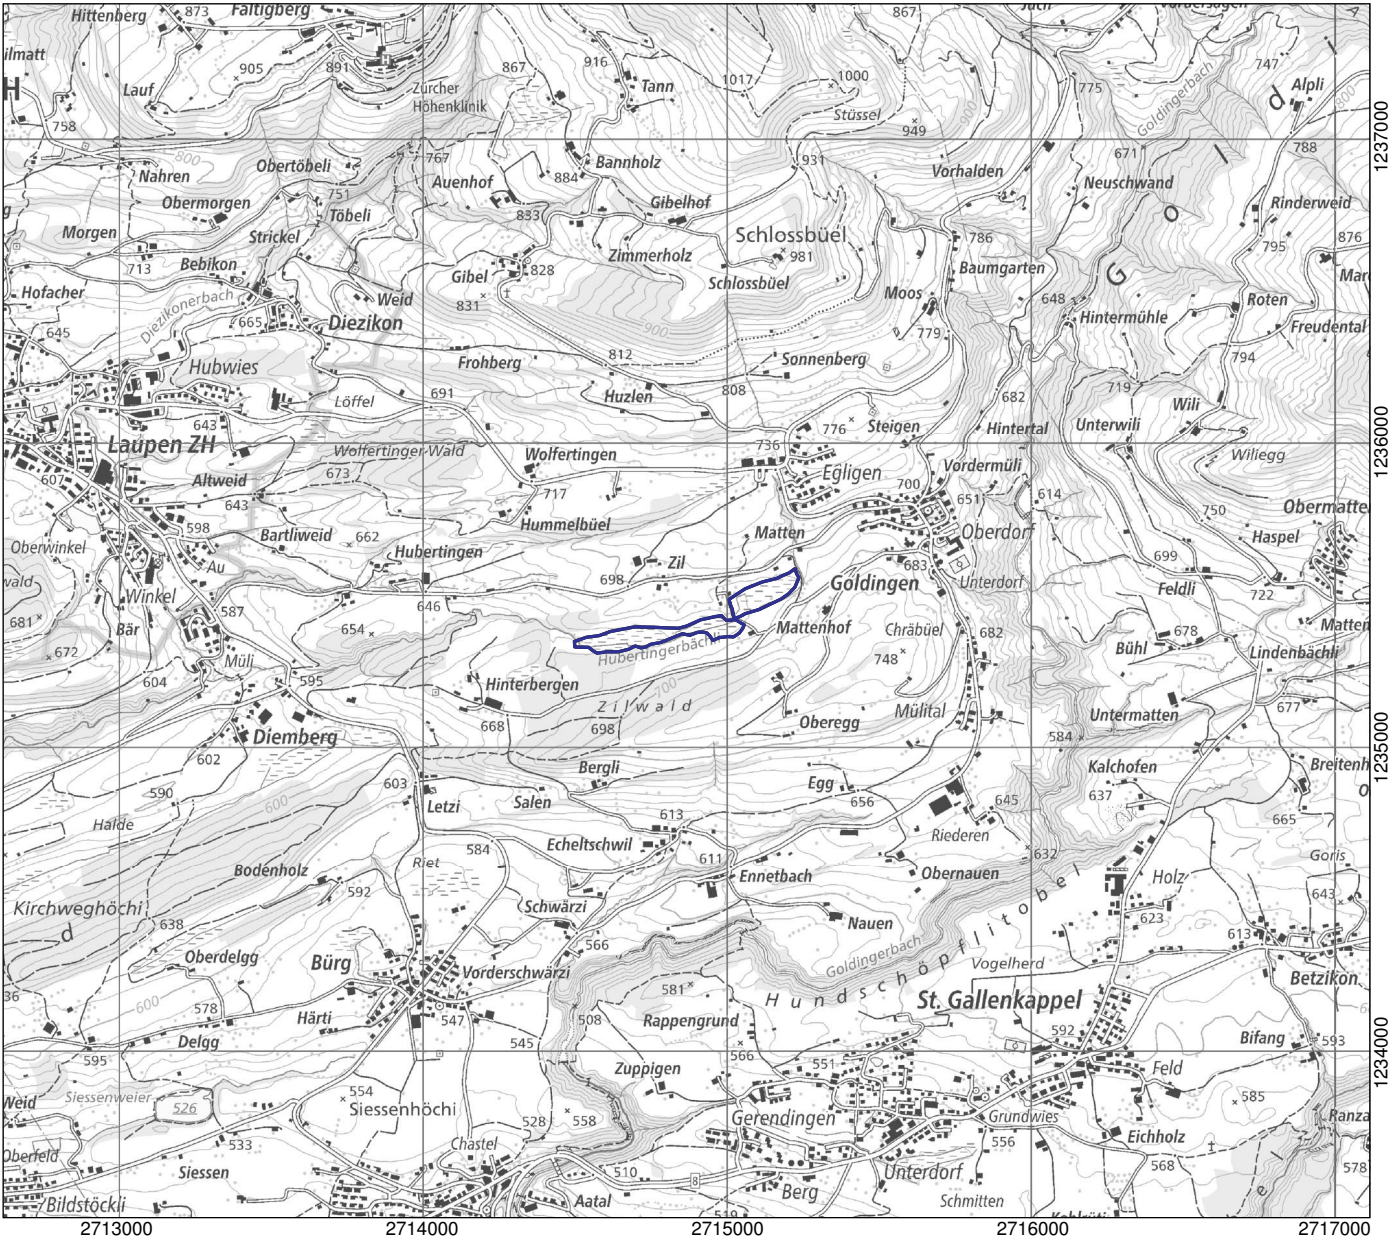 Hittenberg
873
Faltigberg
867
905
891
Lauf
758
Zürcher
Höhenklinik
867
916
Tann
1017
1000
Stüssel
949
900
775
Goldingerbach
747
Alpli
800
788
1237000
800
Nahren
Obertöbeli
767
751
Obermorgen
Töbeli
Auenhof
833
Bannholz
884
Gibelhof
931
Vorhalden
671
Neuschwand
Rinderweid
795
876
Morgen
713
Strickel
Bebikon
Gibel
828
831
Zimmerholz
Schlossbüel
981
Schlossbüel
786
Baumgarten
Hofacher
Diezikonerbach
Weid
665
Diezikon
900
Moos
779
648
Hintermühle
Roten
Freudental
645
Hubwies
Frohberg
812
808
Sonnenberg
794
719
Löffel
691
Huzlen
682
Wili
643
Laupen ZH
Wolfertinger Wald
673
Wolfertingen
736
776
Steigen
Hintertal
Unterwili
Wiliegg
1236000
607
Altweid
643
717
Egligen
Vordermüli
700
651
614
750
598
Bartliweid
662
Hummelbüel
Matten
Oberdorf
Haspel
Oberwinkel
Au
Hubertingen
Zil
698
683
Goldingen
Unterdorf
699
Feldli
722
Winkel
587
646
681
Bär
654
Mattenhof
Chräbüel
682
678
672
Müli
Hubertingerbach
748
Bühl
Lindenbächli
604
595
Hinterbergen
700
Zilwald
Oberegg
Mülital
Untermatten
677
668
698
Diemberg
584
1235000
602
Bergli
Egg
Kalchofen
590
600
603
Letzi
Salen
656
645
637
Halde
613
Echeltschwil
Riederen
665
584
611
632
Goris
Bodenholz
592
Riet
Ennetbach
Obernauen
Holz
643
Kirchweghöchi
Schwärzi
623
638
566
Nauen
613
Oberdelgg
Bürg
Vorderschwärzi
Goldingerbach
Hundschöpflitobel
Vogelherd
Betzikon
600
578
581
St. Gallenkappel
Härti
547
508
Rappengrund
592
Bifang
593
Delgg
545
566
1234000
595
Zuppigen
551
Feld
Siessenweier
526
554
Siessenhöchi
528
558
Gerendingen
Grundwies
585
533
Chastel
556
Eichholz
568
578
Oberfeld
Siessen
510
8
Unterdorf
Bildstöckli
Aatal
Berg
Schmitten
2713000
2714000
2715000
2716000
2717000